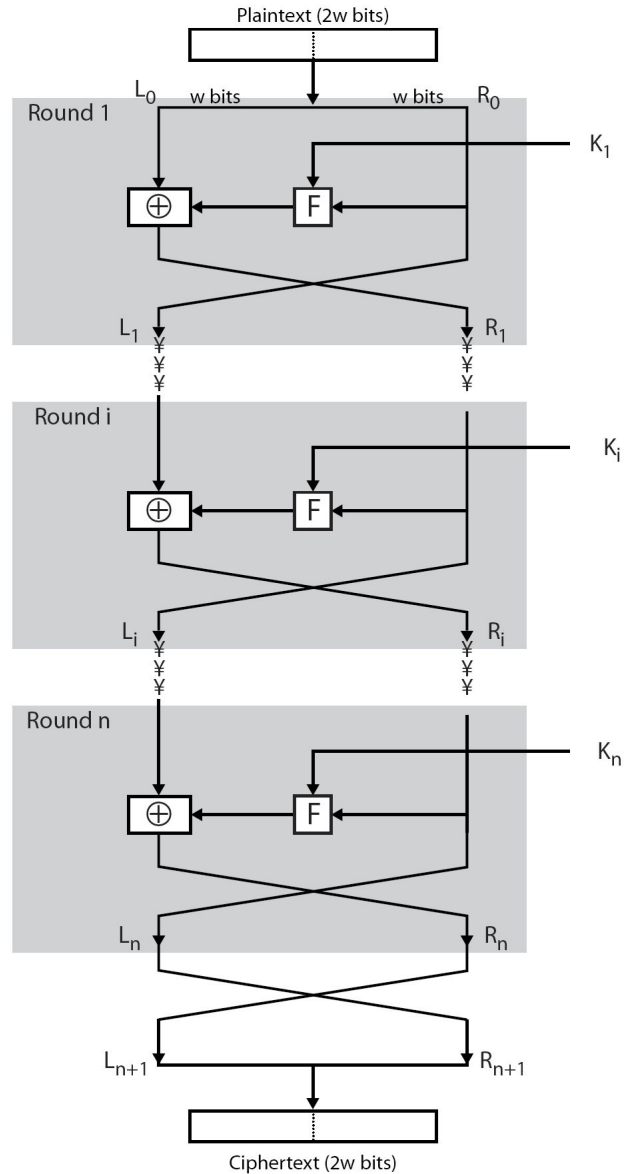 Plaintext (2w bits)
L0 w bits w bits R0
Round 1
K1
⊕ F
L1 R1
¥ ¥
¥ ¥
¥ ¥
Round i
Ki
⊕ F
Li Ri
¥ ¥
¥ ¥
¥ ¥
Round n
Kn
⊕ F
Ln Rn
Ln+1 Rn+1
Ciphertext (2w bits)